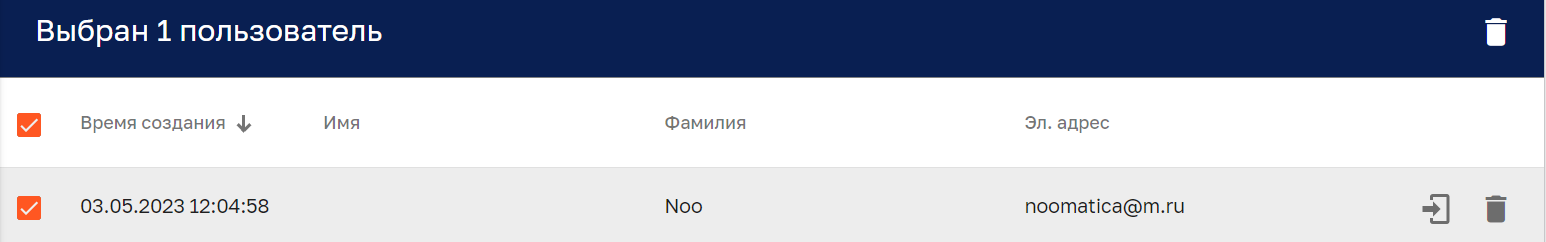 Выбран 1 пользователь
Время создания Имя Фамилия Эл. адрес
03.05.2023 12:04:58 Noo noomatica@m.ru